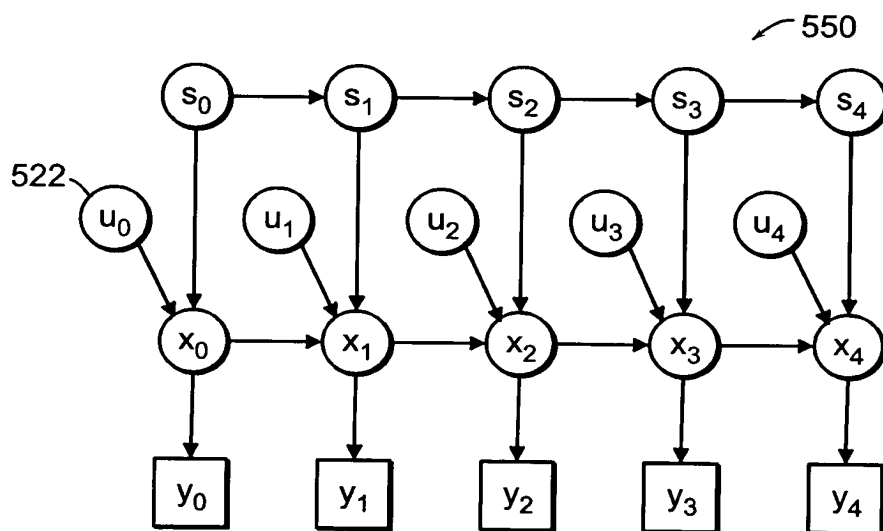 550
s₀ s₁ s₂ s₃ s₄
522
u₀ u₁ u₂ u₃ u₄
x₀ x₁ x₂ x₃ x₄
y₀ y₁ y₂ y₃ y₄